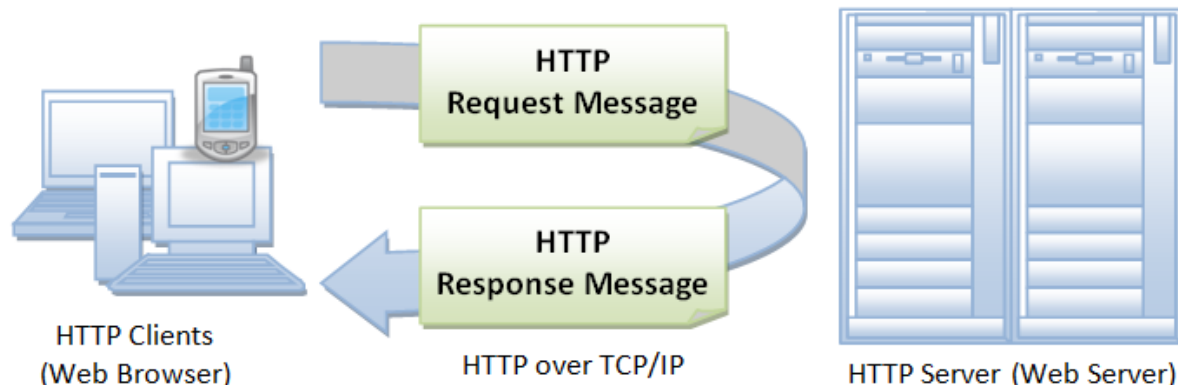 HTTP
Request Message
HTTP
Response Message
HTTP Clients
(Web Browser)
HTTP over TCP/IP
HTTP Server (Web Server)